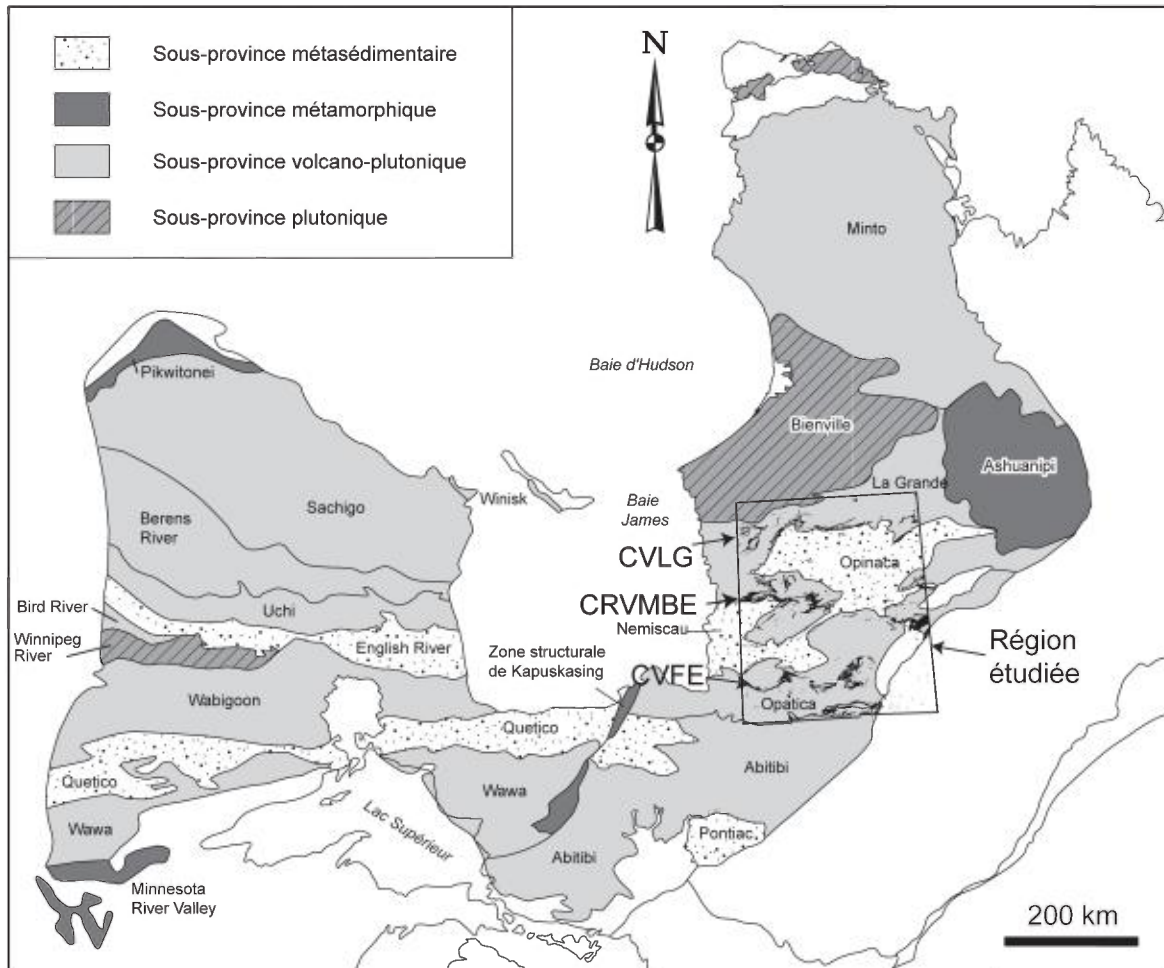 Sous-province métasédimentaire
Sous-province métamorphique
Sous-province volcano-plutonique
Sous-province plutonique
N
Minto
Baie d'Hudson
Pikwitonei
Bienville
Ashuanipi
La Grande
Sachigo
Winisk
Baie
James
Berens
River
CVLG
Opinaca
Uchi
CRVMBE
Bird River
Nemiscau
Winnipeg
River
English River
Zone structurale
de Kapuskasing
Région
étudiée
CVFE
Wabigoon
Opatica
Quetico
Quetico
Abitibi
Wawa
Wawa
Lac Supérieur
Pontiac
Abitibi
Minnesota
River Valley
200 km